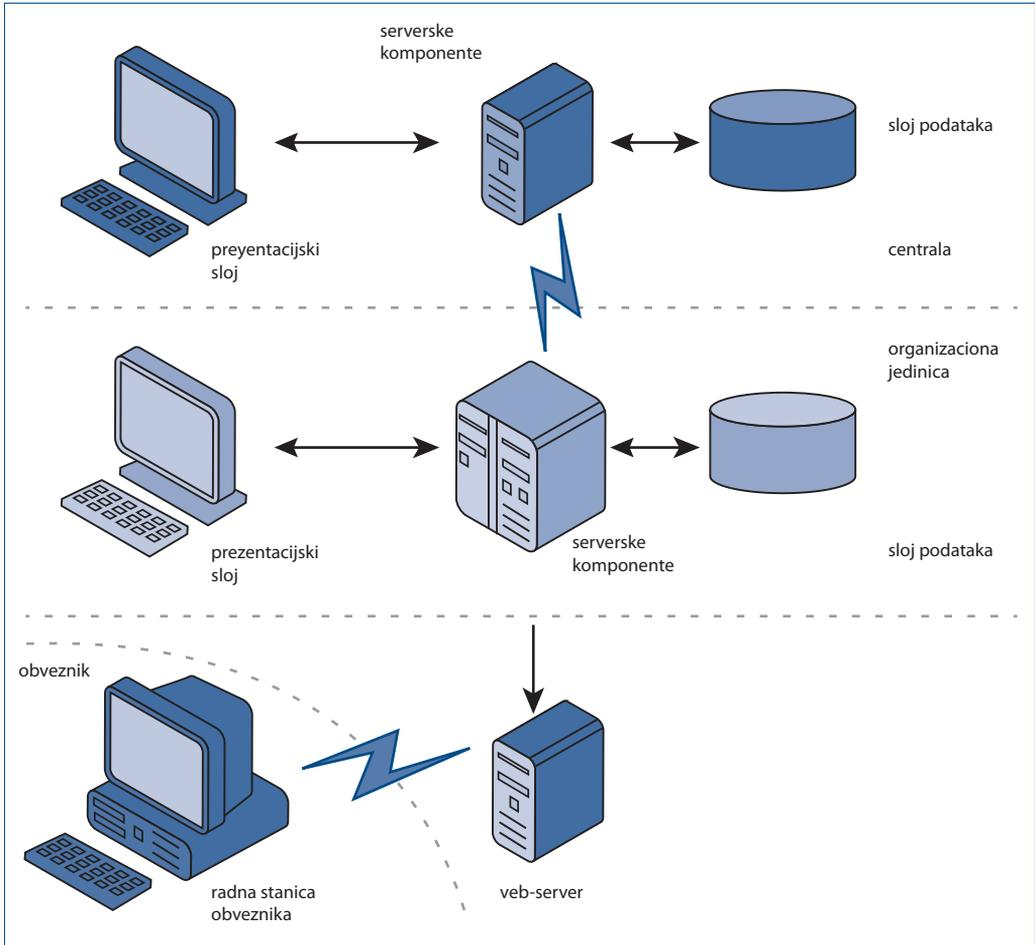 serverske
komponente
sloj podataka
preyentacijski
sloj
centrala
organizaciona
jedinica
prezentacijski
sloj
serverske
komponente
sloj podataka
obveznik
radna stanica
obveznika
veb-server